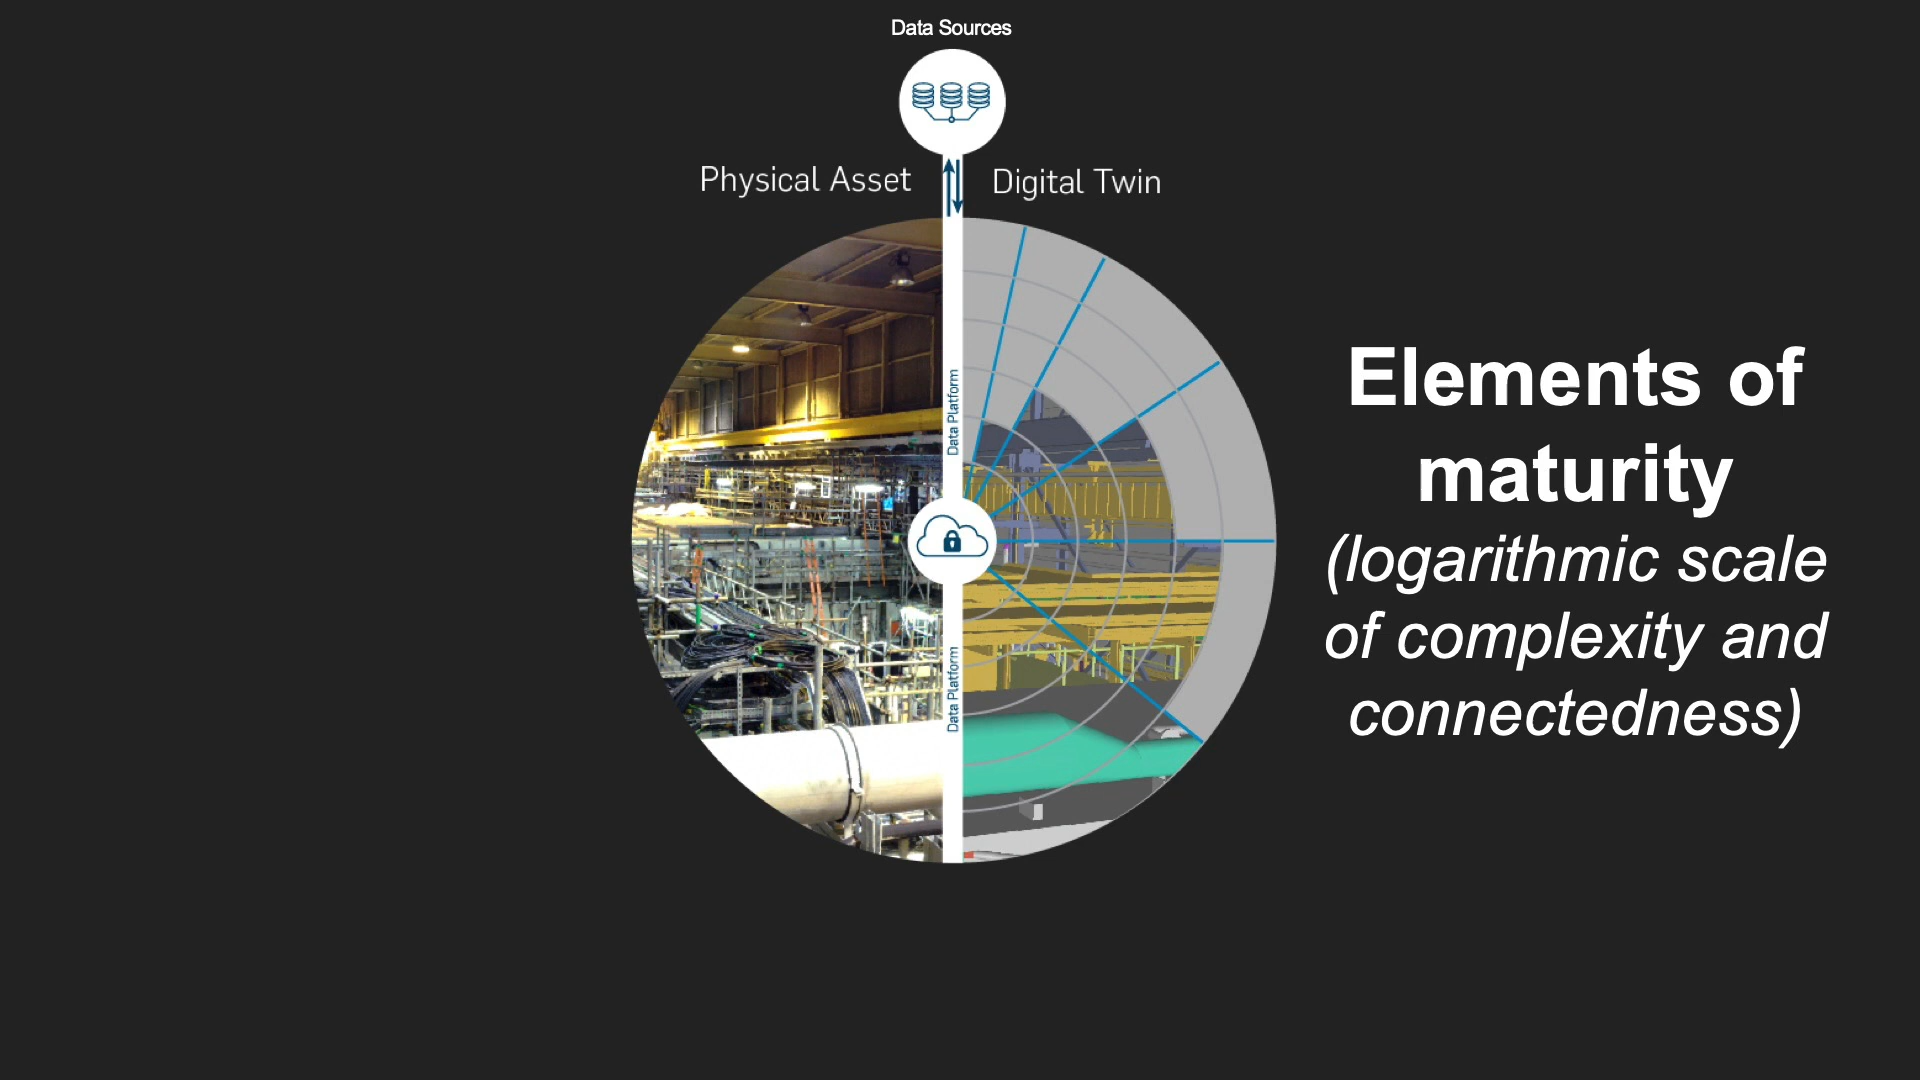 Data Sources
Physical Asset
Digital Twin
Data Platform
Data Platform
Elements of
maturity
(logarithmic scale
of complexity and
connectedness)